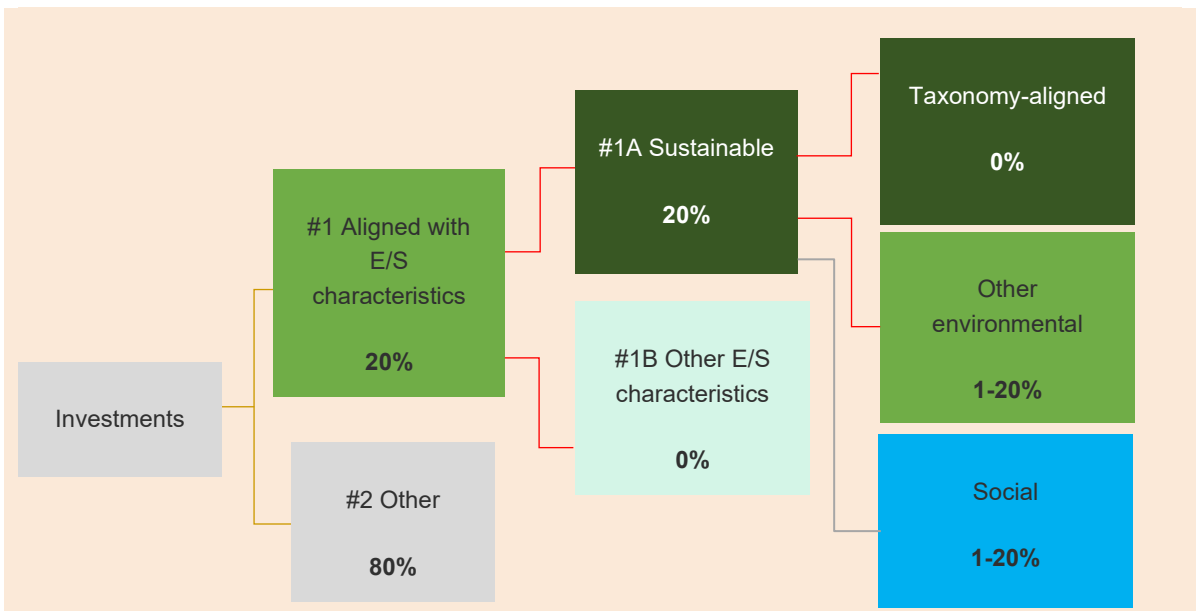 Investments
#1 Aligned with
E/S
characteristics
20%
#2 Other
80%
#1A Sustainable
20%
#1B Other E/S
characteristics
0%
Taxonomy-aligned
0%
Other
environmental
1-20%
Social
1-20%